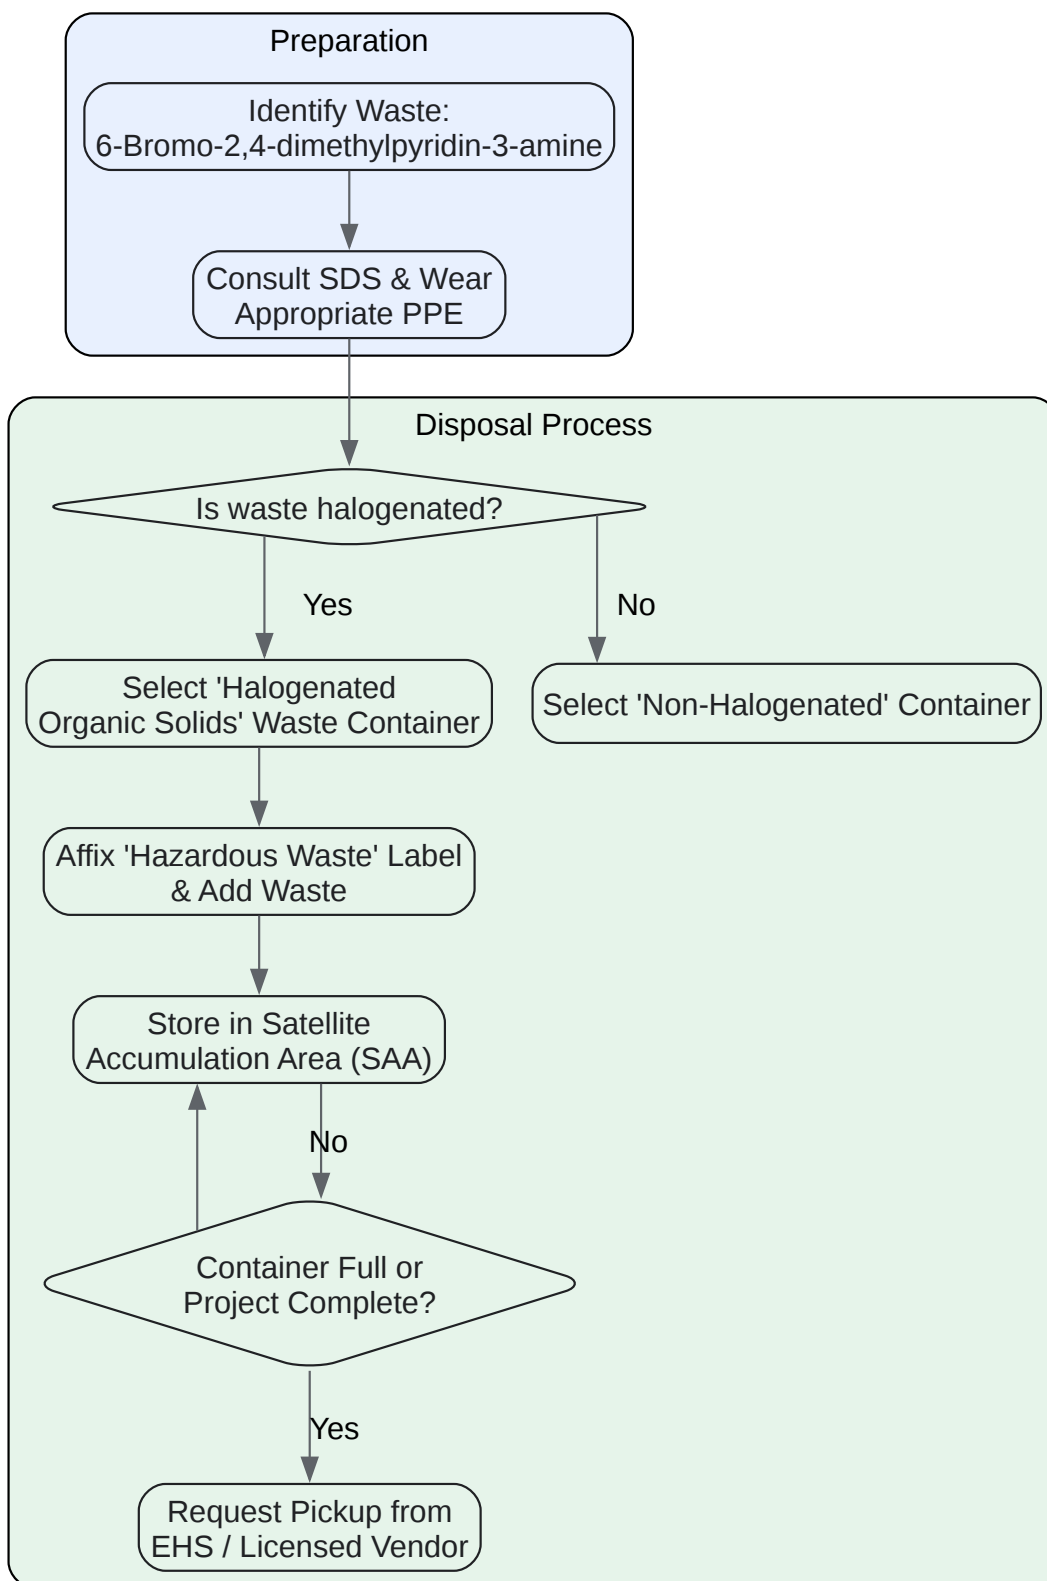 Preparation
Identify Waste:
6-Bromo-2,4-dimethylpyridin-3-amine
Consult SDS & Wear
Appropriate PPE
Disposal Process
Is waste halogenated?
Yes
No
Select 'Halogenated
Organic Solids' Waste Container
Select 'Non-Halogenated' Container
Affix 'Hazardous Waste' Label
& Add Waste
Store in Satellite
Accumulation Area (SAA)
No
Container Full or
Project Complete?
Yes
Request Pickup from
EHS / Licensed Vendor